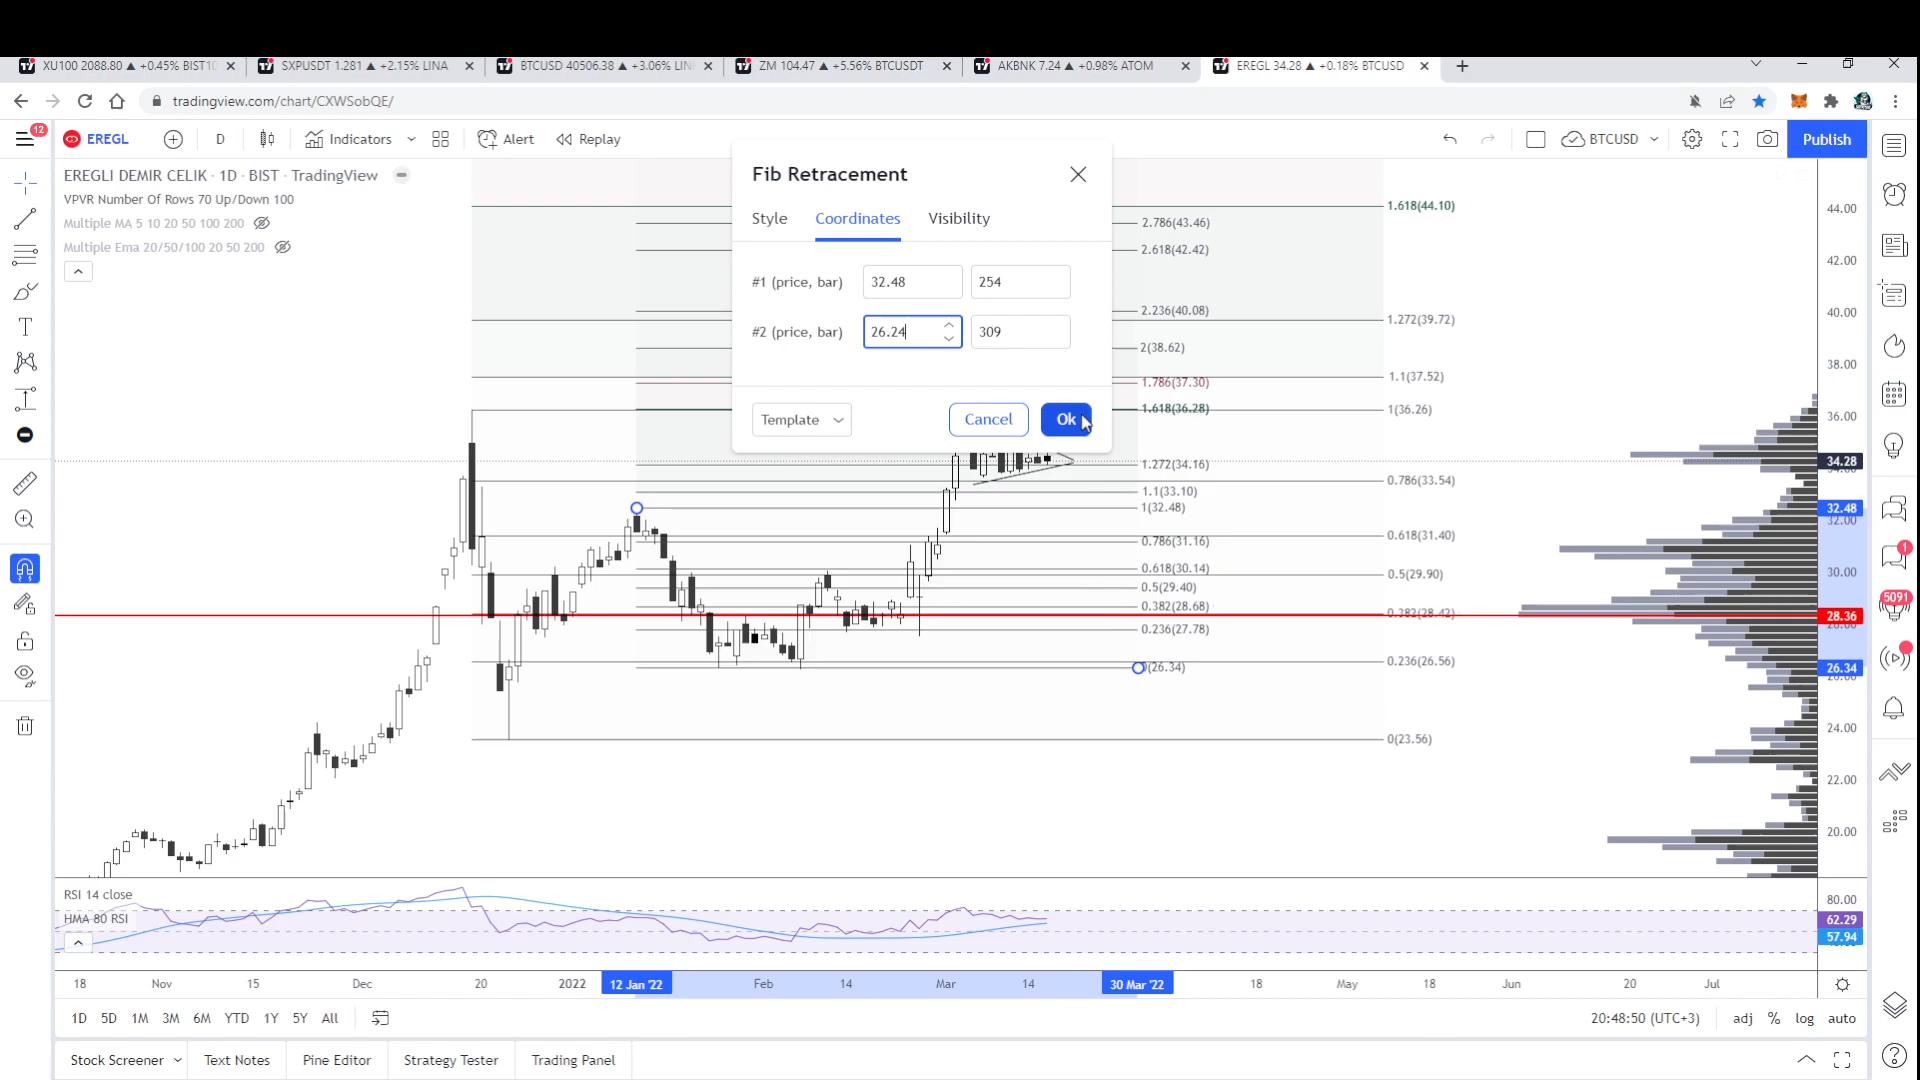 XU100 2088.80 ▲ +0.45% BIST10
SXPUSDT 1.281 ▲ +2.15% LINA
BTCUSD 40506.38 ▲ +3.06% LIN
ZM 104.47 ▲ +5.56% BTCUSDT
AKBNK 7.24 ▲ +0.98% ATOM
EREGL 34.28 ▲ +0.18% BTCUSD
tradingview.com/chart/CXWSobQE/
12
EREGL
D
Indicators
Alert
Replay
BTCUSD
Publish
EREGLI DEMIR CELIK · 1D · BIST · TradingView
VPVR Number Of Rows 70 Up/Down 100
Multiple MA 5 10 20 50 100 200
Multiple Ema 20/50/100 20 50 200
Fib Retracement
Style
Coordinates
Visibility
#1 (price, bar)
32.48
254
#2 (price, bar)
26.24
309
Template
Cancel
Ok
1.618(44.10)
2.786(43.46)
2.618(42.42)
2.236(40.08)
1.272(39.72)
2(38.62)
1.1(37.52)
1.786(37.30)
1.618(36.28)
1(36.26)
1.272(34.16)
0.786(33.54)
1.1(33.10)
1(32.48)
0.618(31.40)
0.786(31.16)
0.618(30.14)
0.5(29.90)
0.5(29.40)
0.382(28.68)
0.382(28.42)
0.236(27.78)
0.236(26.56)
(26.34)
0(23.56)
44.00
42.00
40.00
38.00
36.00
34.28
34.00
32.48
32.00
30.00
28.36
28.00
26.34
26.00
24.00
22.00
20.00
1
5091
RSI 14 close
HMA 80 RSI
80.00
62.29
57.94
18
Nov
15
Dec
20
2022
12 Jan '22
Feb
14
Mar
14
30 Mar '22
18
May
18
Jun
20
Jul
1D
5D
1M
3M
6M
YTD
1Y
5Y
All
20:48:50 (UTC+3)
adj
%
log
auto
Stock Screener
Text Notes
Pine Editor
Strategy Tester
Trading Panel